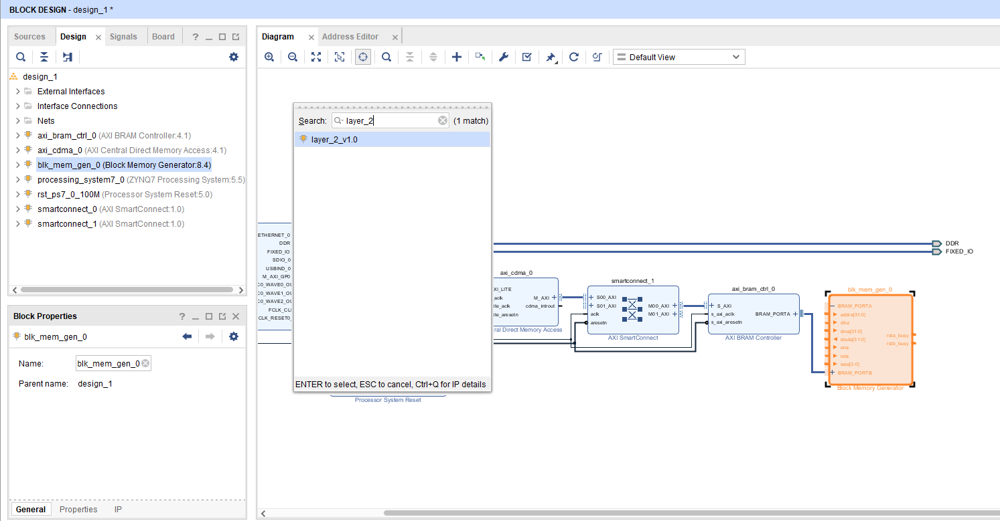 BLOCK DESIGN - design_1 *
Sources
Design
Signals
Board
?
design_1
External Interfaces
Interface Connections
Nets
axi_bram_ctrl_0 (AXI BRAM Controller:4.1)
axi_cdma_0 (AXI Central Direct Memory Access:4.1)
blk_mem_gen_0 (Block Memory Generator:8.4)
processing_system7_0 (ZYNQ7 Processing System:5.5)
rst_ps7_0_100M (Processor System Reset:5.0)
smartconnect_0 (AXI SmartConnect:1.0)
smartconnect_1 (AXI SmartConnect:1.0)
Block Properties
?
blk_mem_gen_0
Name:
blk_mem_gen_0
Parent name: design_1
General
Properties
IP
Diagram
Address Editor
Default View
Search:
layer_2
(1 match)
layer_2_v1.0
ENTER to select, ESC to cancel, Ctrl+Q for IP details
ETHERNET_0
DDR
FIXED_IO
SDIO_0
USBIND_0
M_AXI_GP0
C0_WAVE0_OU
C0_WAVE1_OU
C0_WAVE2_OU
FCLK_CL
CLK_RESET0_
Processor System Reset
axi_cdma_0
XI_LITE
aclk
ite_aclk
ite_aresetn
M_AXI
cdma_introut
ral Direct Memory Access
smartconnect_1
S00_AXI
S01_AXI
aclk
aresetn
M00_AXI
M01_AXI
AXI SmartConnect
axi_bram_ctrl_0
S_AXI
s_axi_aclk
s_axi_aresetn
BRAM_PORTA
AXI BRAM Controller
DDR
FIXED_IO
blk_mem_gen_0
BRAM_PORTA
addra[31:0]
clka
dina[31:0]
douta[31:0]
ena
rsta
wea[3:0]
BRAM_PORTB
rsta_busy
rstb_busy
Block Memory Generator